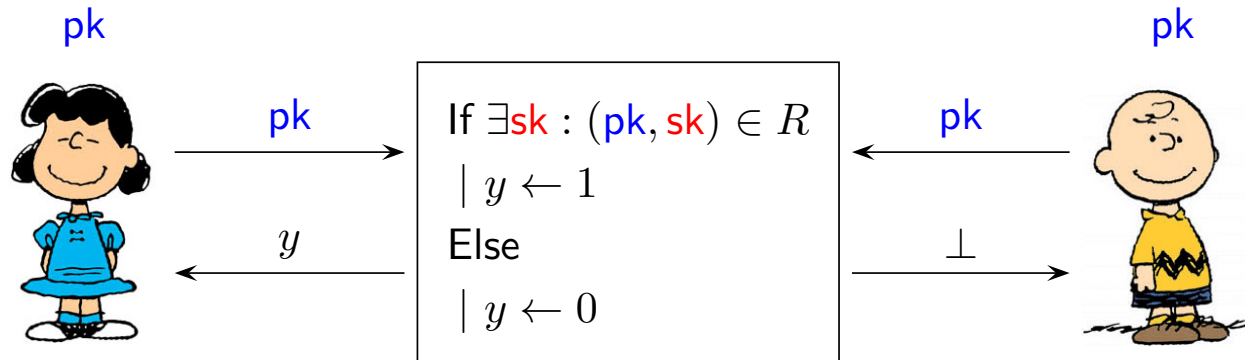 pk
pk
pk
If ∃sk : (pk, sk) ∈ R
pk
| y ← 1
y
Else
⊥
| y ← 0